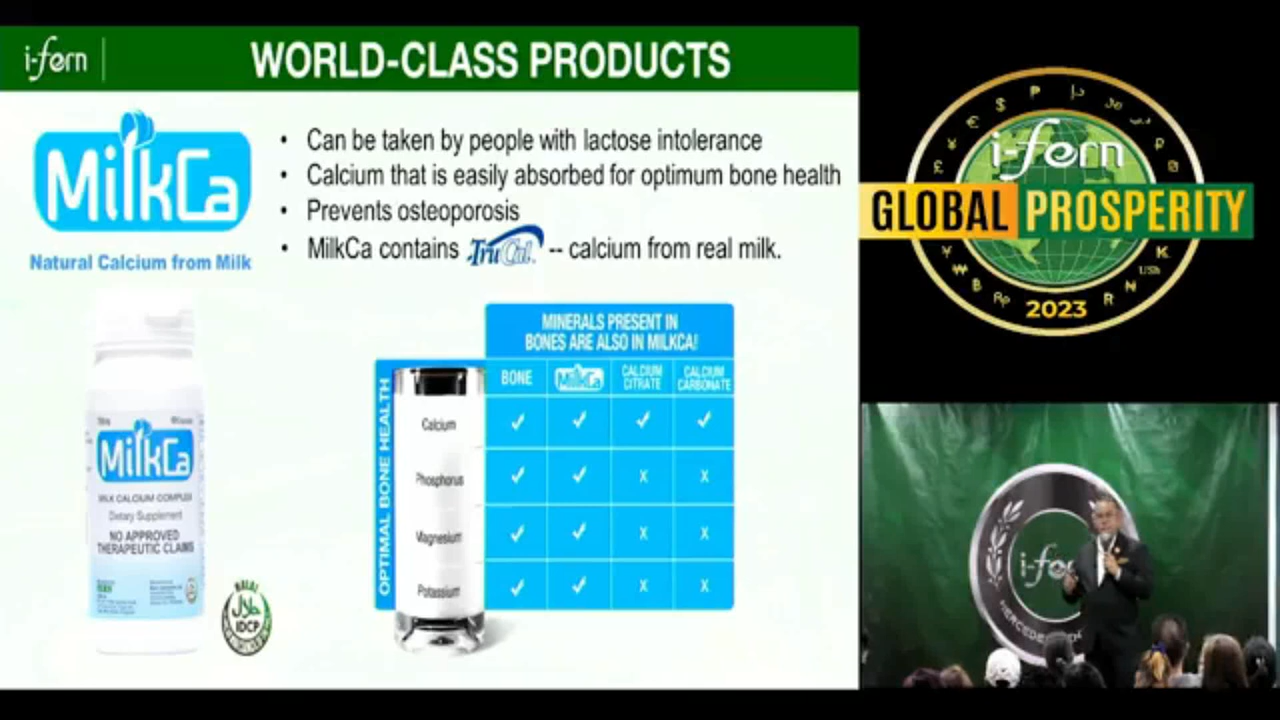 i-fern
WORLD-CLASS PRODUCTS
MilkCa
Natural Calcium from Milk
• Can be taken by people with lactose intolerance
• Calcium that is easily absorbed for optimum bone health
• Prevents osteoporosis
• MilkCa contains TruCal -- calcium from real milk.
MilkCa
MILK CALCIUM COMPLEX
Dietary Supplement
NO APPROVED
THERAPEUTIC CLAIMS
HALAL
حلال
IDCP
OPTIMAL BONE HEALTH
MINERALS PRESENT IN
BONES ARE ALSO IN MILKCA!
BONE MilkCa CALCIUM CITRATE CALCIUM CARBONATE
Calcium ✓ ✓ ✓ ✓
Phosphorus ✓ ✓ x x
Magnesium ✓ ✓ x x
Potassium ✓ ✓ x x
i-fern
GLOBAL PROSPERITY
2023
USh
i-fe